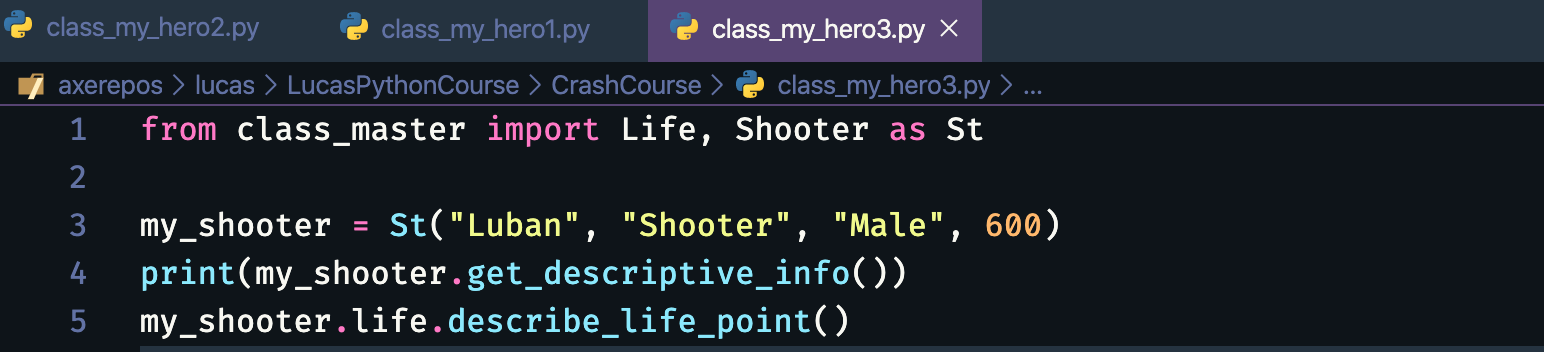 class_my_hero2.py class_my_hero1.py class_my_hero3.py
axerepos > lucas > LucasPythonCourse > CrashCourse > class_my_hero3.py > ...
1 from class_master import Life, Shooter as St
2
3 my_shooter = St("Luban", "Shooter", "Male", 600)
4 print(my_shooter.get_descriptive_info())
5 my_shooter.life.describe_life_point()